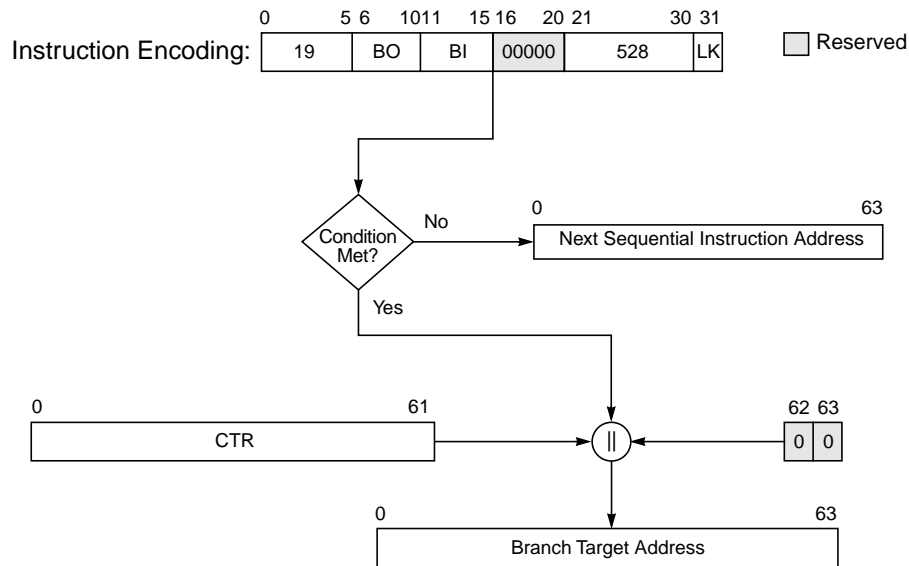 0 5 6 10 11 15 16 20 21 30 31
Instruction Encoding: 19 BO BI 00000 528 LK Reserved
Condition
Met?
No
0 63
Next Sequential Instruction Address
Yes
0 61
CTR
||
62 63
0 0
0 63
Branch Target Address